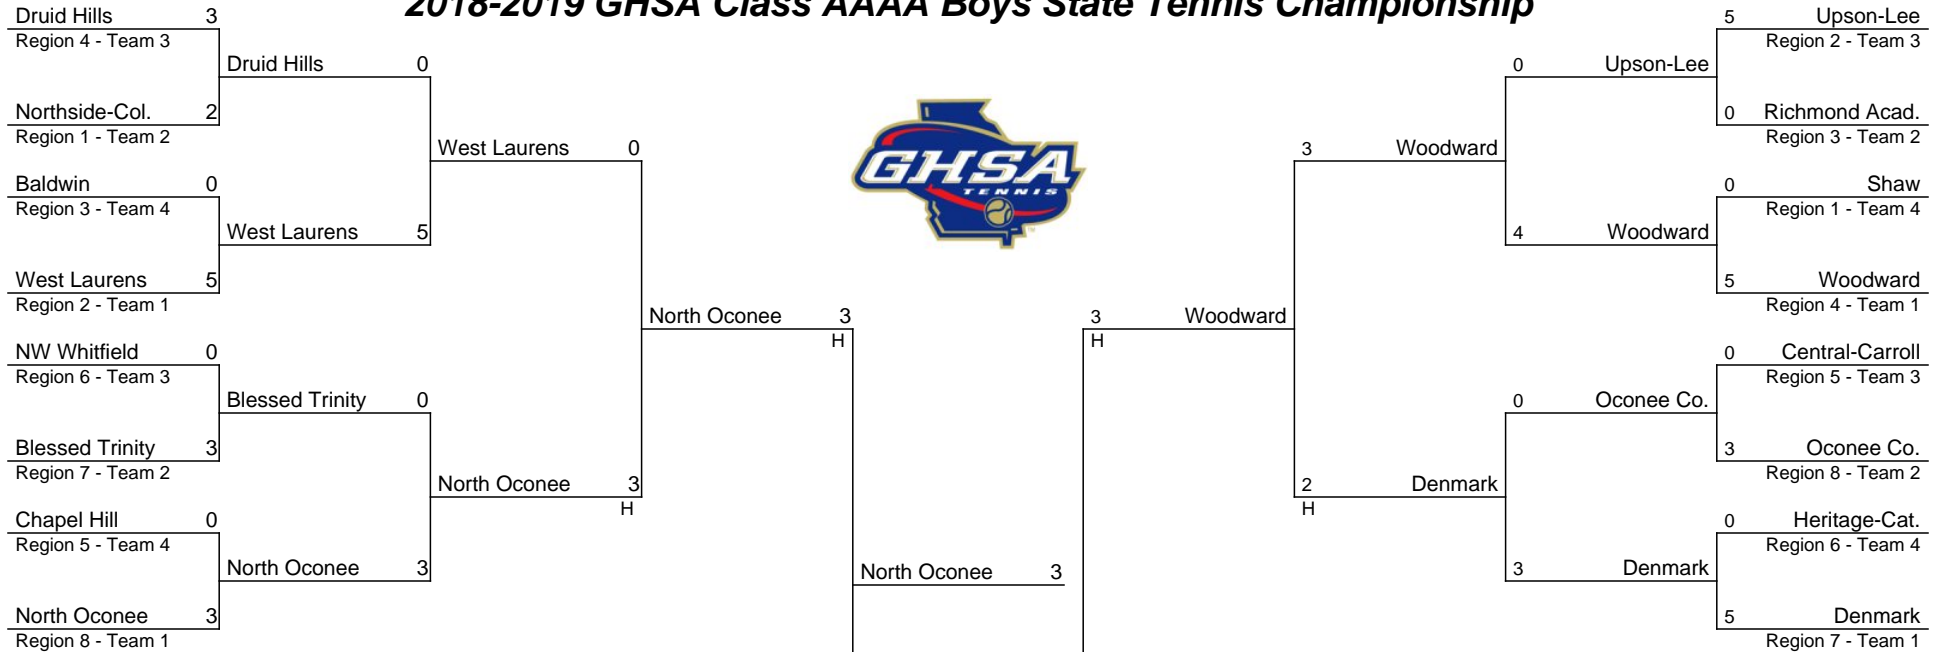 2018-2019 GHSA Class AAAA Boys State Tennis Championship
Druid Hills 3
Region 4 - Team 3
Druid Hills 0
Northside-Col. 2
Region 1 - Team 2
West Laurens 0
Baldwin 0
Region 3 - Team 4
West Laurens 5
West Laurens 5
Region 2 - Team 1
North Oconee 3
H
NW Whitfield 0
Region 6 - Team 3
Blessed Trinity 0
Blessed Trinity 3
Region 7 - Team 2
North Oconee 3
H
Chapel Hill 0
Region 5 - Team 4
North Oconee 3
North Oconee 3
Region 8 - Team 1
GHSA
TENNIS
TM
North Oconee 3
5 Upson-Lee
Region 2 - Team 3
0 Upson-Lee
0 Richmond Acad.
Region 3 - Team 2
3 Woodward
0 Shaw
Region 1 - Team 4
4 Woodward
5 Woodward
Region 4 - Team 1
3 Woodward
H
0 Central-Carroll
Region 5 - Team 3
0 Oconee Co.
3 Oconee Co.
Region 8 - Team 2
2 Denmark
H
0 Heritage-Cat.
Region 6 - Team 4
3 Denmark
5 Denmark
Region 7 - Team 1